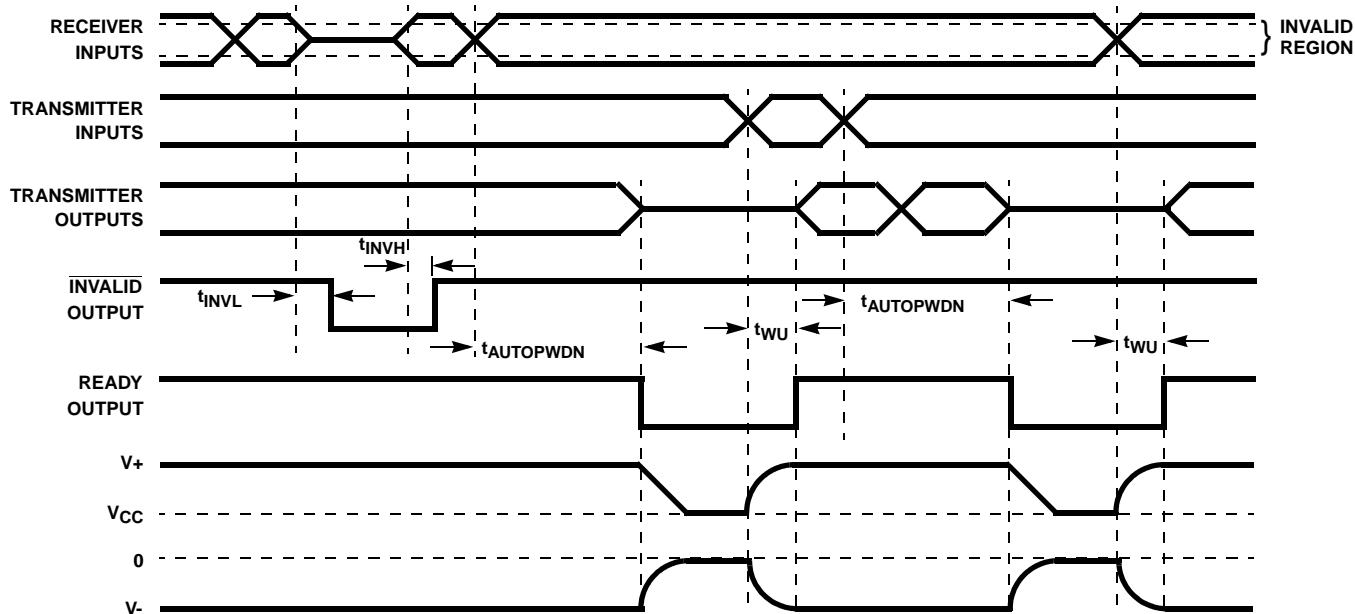 RECEIVER
INPUTS
} INVALID
REGION
TRANSMITTER
INPUTS
TRANSMITTER
OUTPUTS
tINVH
INVALID
OUTPUT
tINVL
tAUTOPWDN
tWU
tAUTOPWDN
tWU
READY
OUTPUT
V+
VCC
0
V-